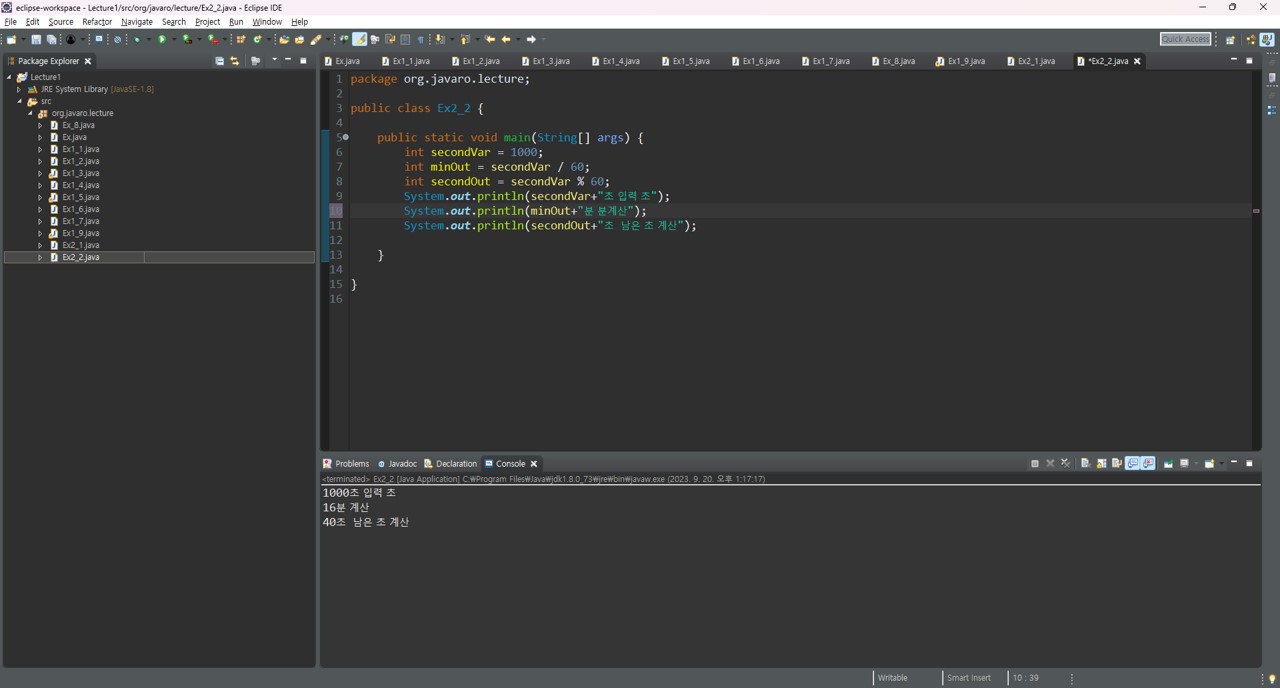 eclipse-workspace - Lecture1/src/org/javaro/lecture/Ex2_2.java - Eclipse IDE
File Edit Source Refactor Navigate Search Project Run Window Help
Quick Access
Package Explorer
Lecture1
JRE System Library [JavaSE-1.8]
src
org.javaro.lecture
Ex_8.java
Ex.java
Ex1_1.java
Ex1_2.java
Ex1_3.java
Ex1_4.java
Ex1_5.java
Ex1_6.java
Ex1_7.java
Ex1_9.java
Ex2_1.java
Ex2_2.java
Ex.java Ex1_1.java Ex1_2.java Ex1_3.java Ex1_4.java Ex1_5.java Ex1_6.java Ex1_7.java Ex_8.java Ex1_9.java Ex2_1.java *Ex2_2.java
1 package org.javaro.lecture;
2
3 public class Ex2_2 {
4
5 public static void main(String[] args) {
6 int secondVar = 1000;
7 int minOut = secondVar / 60;
8 int secondOut = secondVar % 60;
9 System.out.println(secondVar+"초 입력 초");
10 System.out.println(minOut+"분 분계산");
11 System.out.println(secondOut+"초 남은 초 계산");
12
13 }
14
15 }
16
Problems Javadoc Declaration Console
<terminated> Ex2_2 [Java Application] C:₩Program Files₩Java₩jdk1.8.0_73₩jre₩bin₩javaw.exe (2023. 9. 20. 오후 1:17:17)
1000초 입력 초
16분 계산
40초 남은 초 계산
Writable Smart Insert 10 : 39